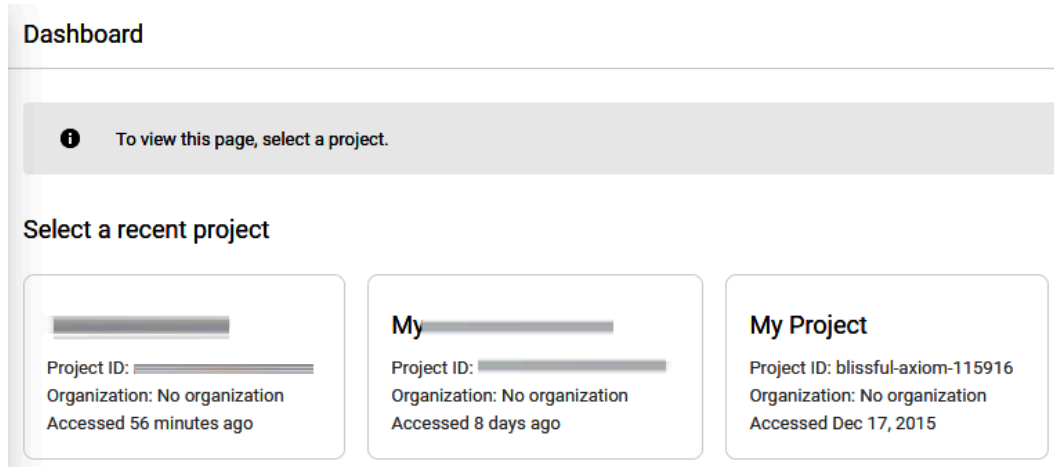 Dashboard
To view this page, select a project.
Select a recent project
Project ID:
Organization: No organization
Accessed 56 minutes ago
My
Project ID:
Organization: No organization
Accessed 8 days ago
My Project
Project ID: blissful-axiom-115916
Organization: No organization
Accessed Dec 17, 2015